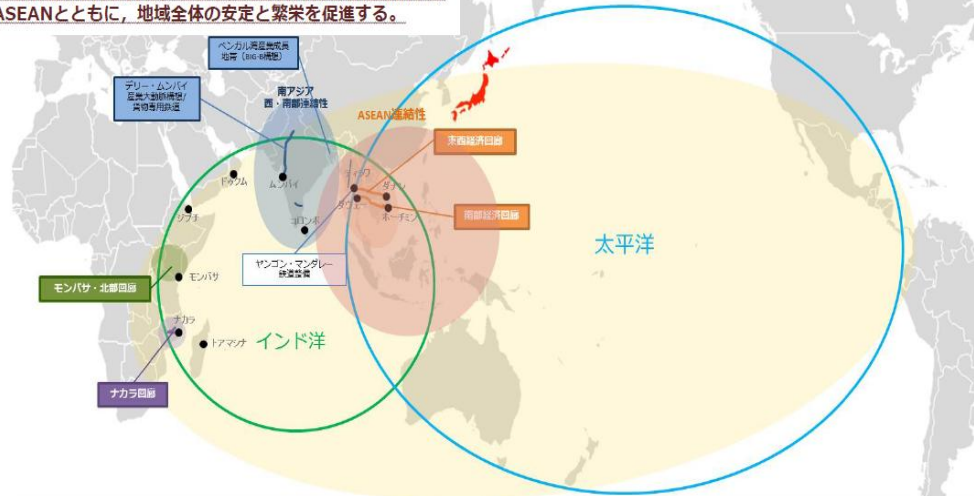 ASEANとともに，地域全体の安定と繁栄を促進する。
ベンガル湾産業成長
地帯（BIG-B構想）
デリー・ムンバイ
産業大動脈構想/
貨物専用鉄道
南アジア
西・南部連結性
ASEAN連結性
東西経済回廊
ティラワ
ドゥクム
ムンバイ
ダナン
ダウェー
ホーチミン
ジブチ
コロンボ
南部経済回廊
太平洋
ヤンゴン・マンダレー
鉄道整備
モンバサ
モンバサ・北部回廊
ナカラ
トアマシナ
インド洋
ナカラ回廊